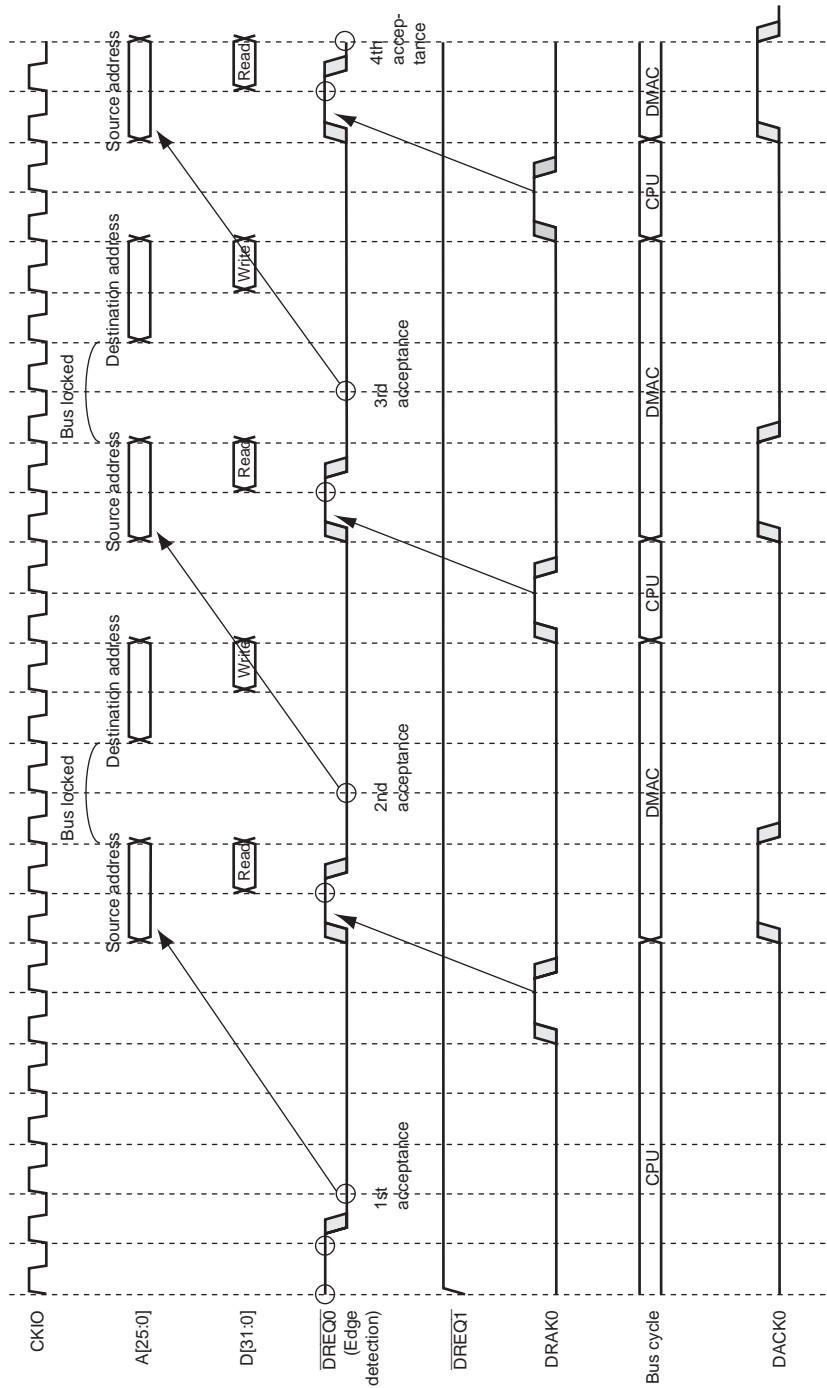 CKIO
A[25:0]
Source address
Bus locked
Destination address
Source address
Bus locked
Destination address
Source address
D[31:0]
Read
Write
Read
Write
Read
DREQ0
(Edge
detection)
1st
acceptance
2nd
acceptance
3rd
acceptance
4th
accep-
tance
DREQ1
DRAK0
Bus cycle
CPU
DMAC
CPU
DMAC
CPU
DMAC
DACK0